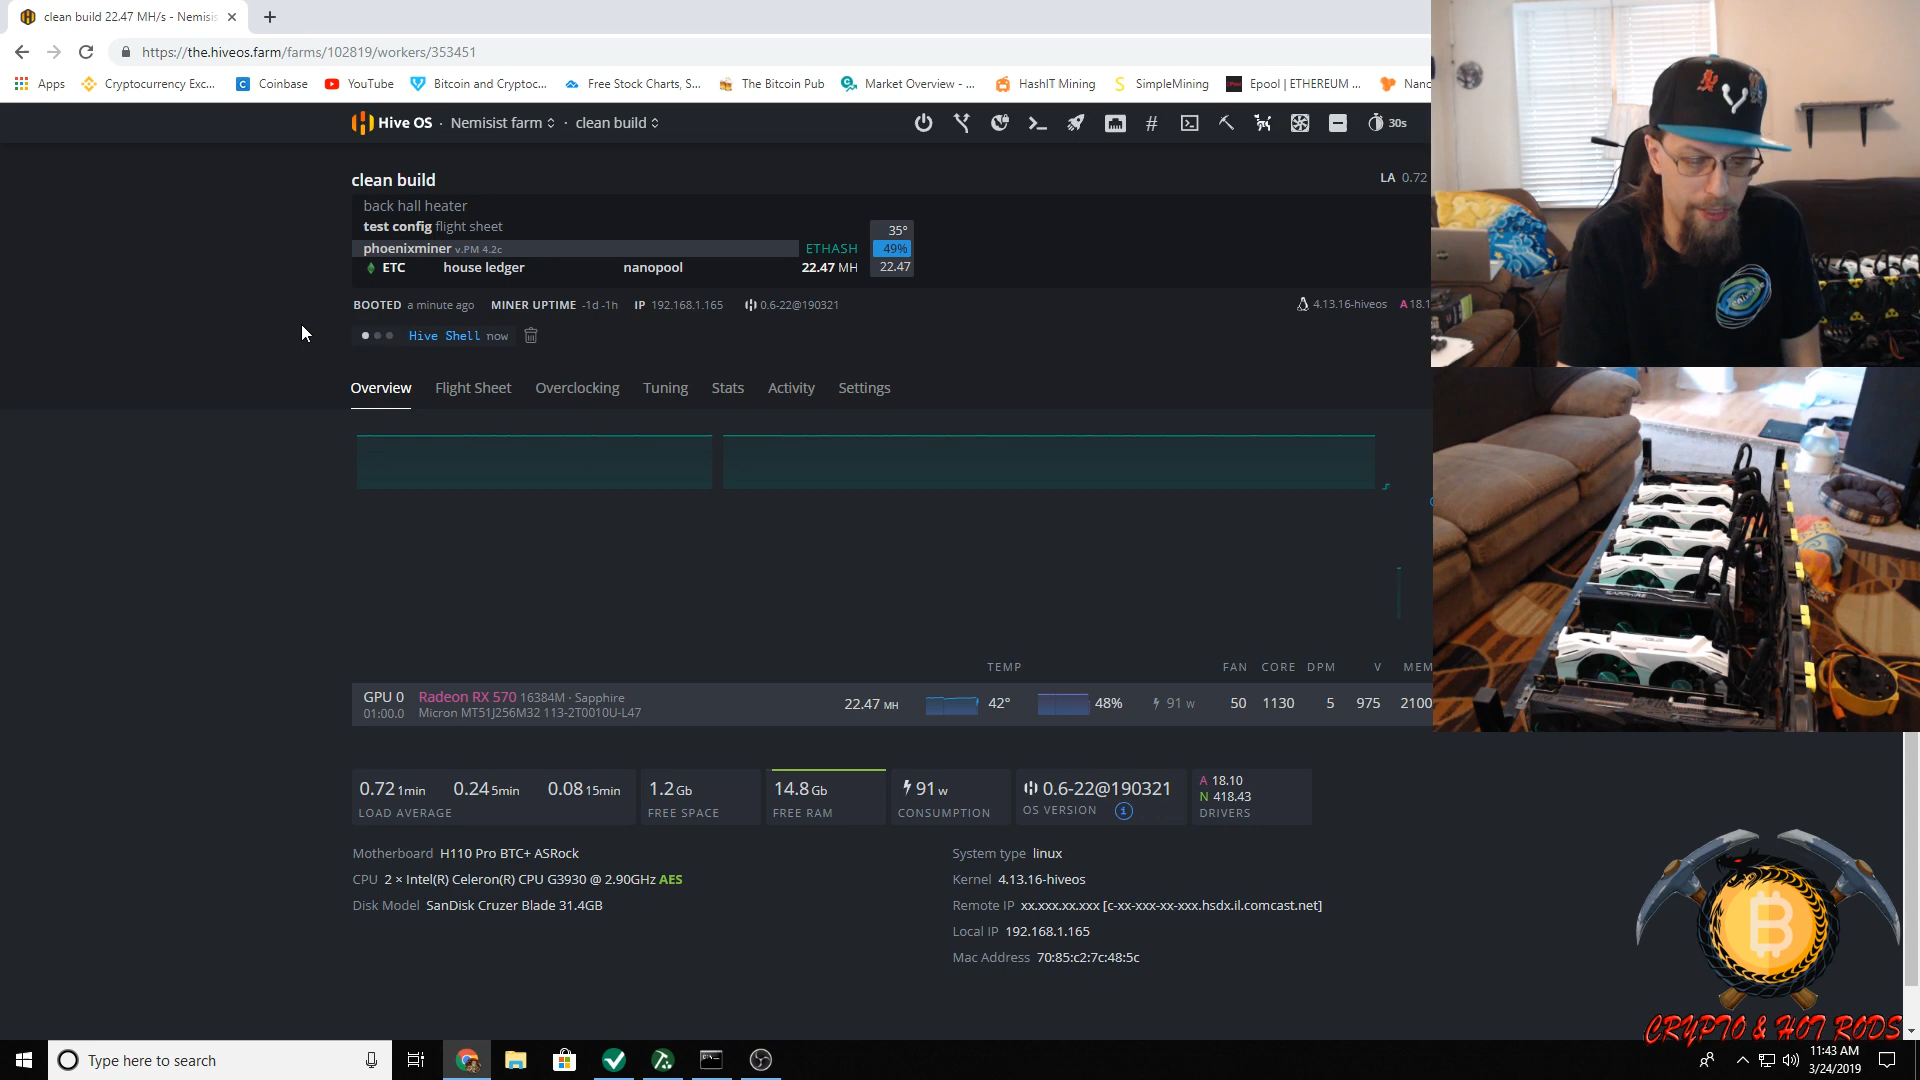 clean build 22.47 MH/s - Nemisis
https://the.hiveos.farm/farms/102819/workers/353451
Apps Cryptocurrency Exc... Coinbase YouTube Bitcoin and Cryptoc... Free Stock Charts, S... The Bitcoin Pub Market Overview - ... HashIT Mining SimpleMining Epool | ETHEREUM ... Nanc
Hive OS · Nemisist farm · clean build 30s
clean build LA 0.72
back hall heater
test config flight sheet 35°
phoenixminer v.PM 4.2c ETHASH 49%
ETC house ledger nanopool 22.47 MH 22.47
BOOTED a minute ago MINER UPTIME -1d -1h IP 192.168.1.165 0.6-22@190321 4.13.16-hiveos A 18.1
Hive Shell now
Overview Flight Sheet Overclocking Tuning Stats Activity Settings
TEMP FAN CORE DPM V MEM
GPU 0 Radeon RX 570 16384M · Sapphire 22.47 MH 42° 48% 91 W 50 1130 5 975 2100
01:00.0 Micron MT51J256M32 113-2T0010U-L47
0.72 1min 0.24 5min 0.08 15min 1.2 Gb 14.8 Gb 91 W 0.6-22@190321 A 18.10
N 418.43
LOAD AVERAGE FREE SPACE FREE RAM CONSUMPTION OS VERSION DRIVERS
Motherboard H110 Pro BTC+ ASRock System type linux
CPU 2 × Intel(R) Celeron(R) CPU G3930 @ 2.90GHz AES Kernel 4.13.16-hiveos
Disk Model SanDisk Cruzer Blade 31.4GB Remote IP xx.xxx.xx.xxx [c-xx-xxx-xx-xxx.hsdx.il.comcast.net]
Local IP 192.168.1.165
Mac Address 70:85:c2:7c:48:5c
SAPPHIRE
CRYPTO & HOT RODS
Type here to search
11:43 AM
3/24/2019